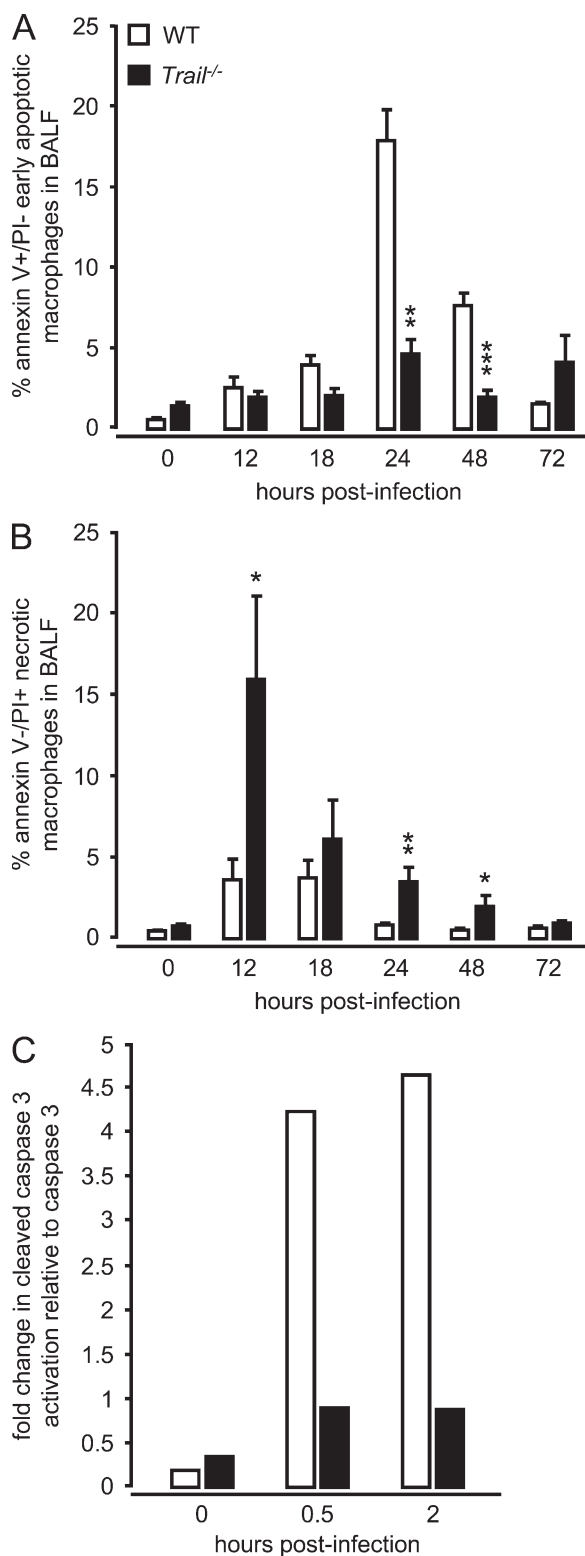 A
25
20
15
10
5
0
% annexin V+/PI- early apoptotic
macrophages in BALF
WT
Trail-/-
**
***
0 12 18 24 48 72
hours post-infection
B
25
20
15
10
5
0
% annexin V-/PI+ necrotic
macrophages in BALF
*
**
*
0 12 18 24 48 72
hours post-infection
C
5
4.5
4
3.5
3
2.5
2
1.5
1
0.5
0
fold change in cleaved caspase 3
activation relative to caspase 3
0 0.5 2
hours post-infection